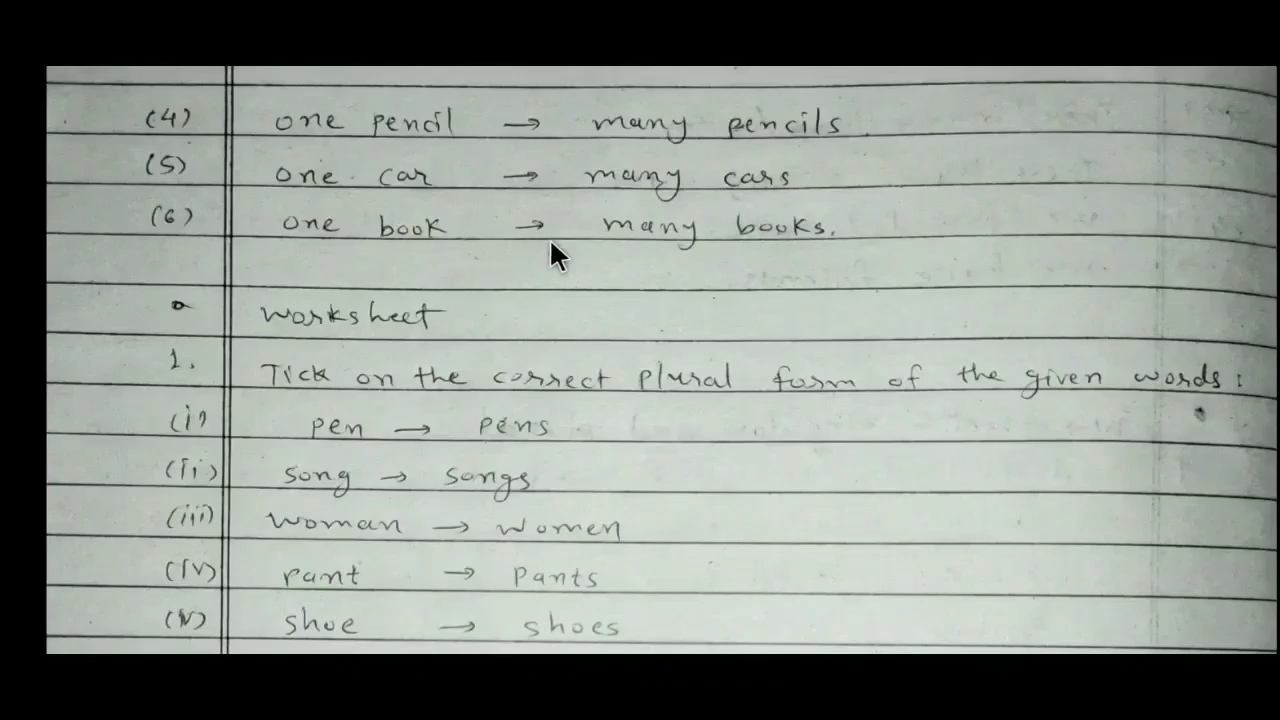 (4) one pencil → many pencils.
(5) one car → many cars
(6) one book → many books.
Worksheet
1. Tick on the correct plural form of the given words:
(i) pen → pens
(ii) song → songs
(iii) woman → women
(iv) pant → pants
(v) shoe → shoes